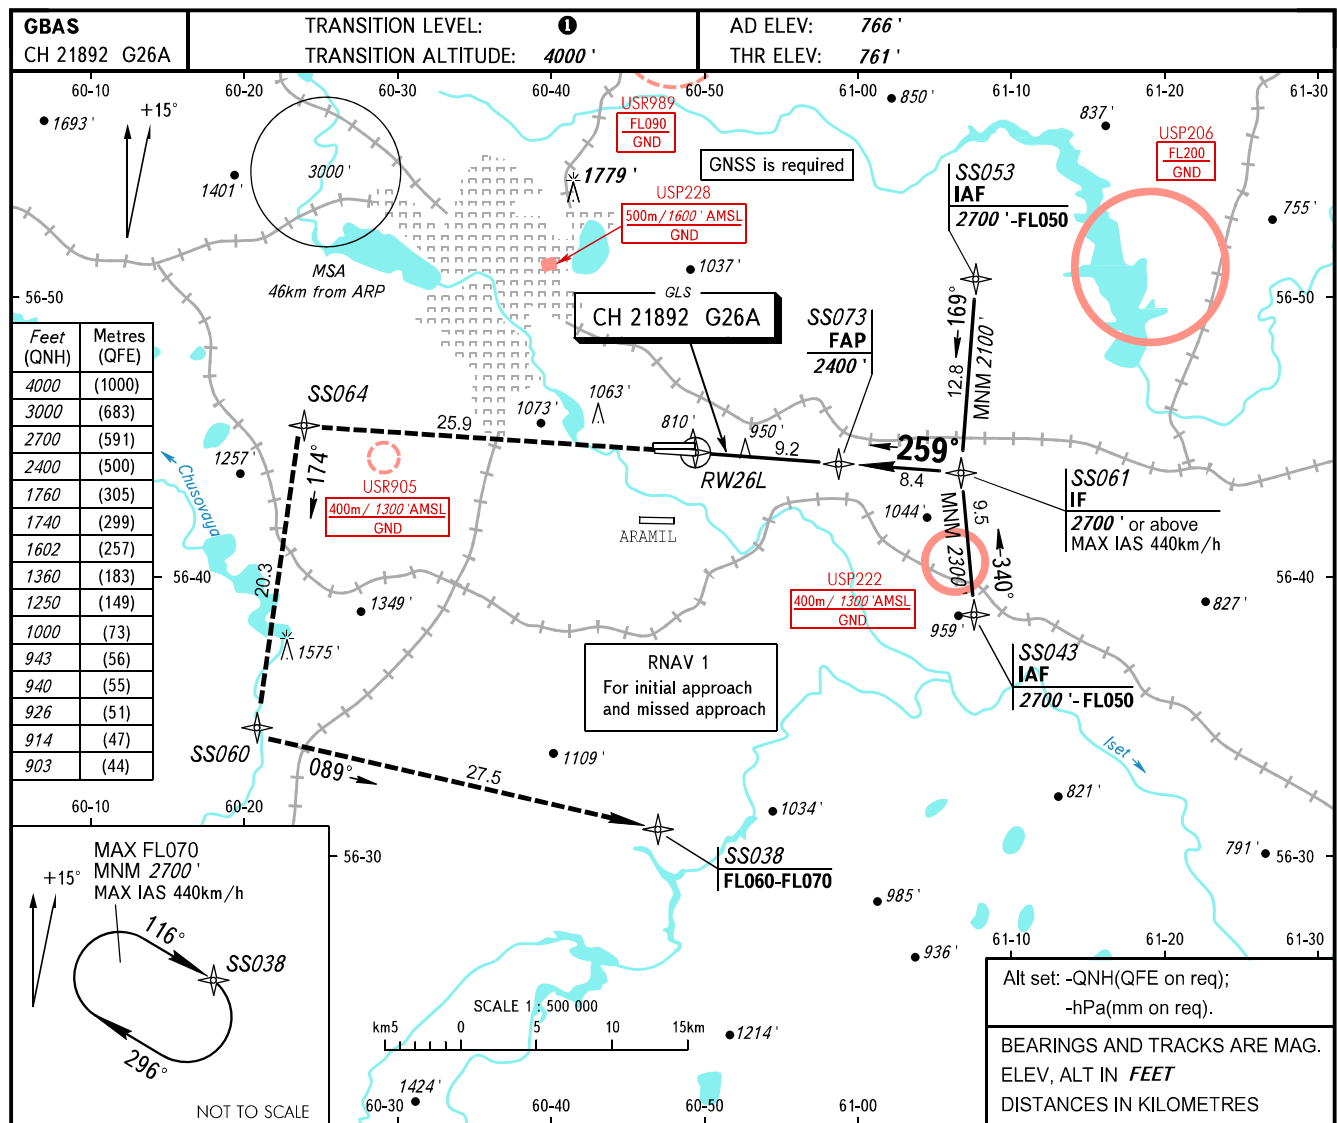 GBAS
CH 21892 G26A
TRANSITION LEVEL: ❶
TRANSITION ALTITUDE: 4000 '
AD ELEV: 766 '
THR ELEV: 761 '
60-10
60-20
60-30
60-40
60-50
61-00
61-10
61-20
61-30
+15°
1693 '
1401 '
3000 '
MSA
46km from ARP
USR989
FL090
GND
1779 '
GNSS is required
850 '
837 '
USP206
FL200
GND
755 '
USP228
500m/1600 ' AMSL
GND
1037 '
SS053
IAF
2700 '-FL050
56-50
56-50
GLS
CH 21892 G26A
SS073
FAP
2400 '
169°
12.8
MNM 2100 '
Feet
(QNH)
Metres
(QFE)
4000 (1000)
3000 (683)
2700 (591)
2400 (500)
1760 (305)
1740 (299)
1602 (257)
1360 (183)
1250 (149)
1000 (73)
943 (56)
940 (55)
926 (51)
914 (47)
903 (44)
SS064
25.9
1073 '
1063 '
810 '
950 '
9.2
259°
8.4
RW26L
1257 '
Chusovaya
174°
USR905
400m/ 1300 'AMSL
GND
ARAMIL
1044 '
MNM 2300 '
9.5
340°
SS061
IF
2700 ' or above
MAX IAS 440km/h
56-40
56-40
20.3
1349 '
USP222
400m/ 1300 'AMSL
GND
827 '
959 '
1575 '
RNAV 1
For initial approach
and missed approach
SS043
IAF
2700 '-FL050
SS060
089°
27.5
1109 '
Iset
60-10
60-20
821 '
1034 '
791 '
56-30
56-30
SS038
FL060-FL070
985 '
936 '
MAX FL070
MNM 2700 '
MAX IAS 440km/h
+15°
116°
SS038
296°
NOT TO SCALE
SCALE 1 : 500 000
km5 0 5 10 15km
1214 '
1424 '
60-30
60-40
60-50
61-00
61-10
61-20
61-30
Alt set: -QNH(QFE on req);
-hPa(mm on req).
BEARINGS AND TRACKS ARE MAG.
ELEV, ALT IN FEET
DISTANCES IN KILOMETRES